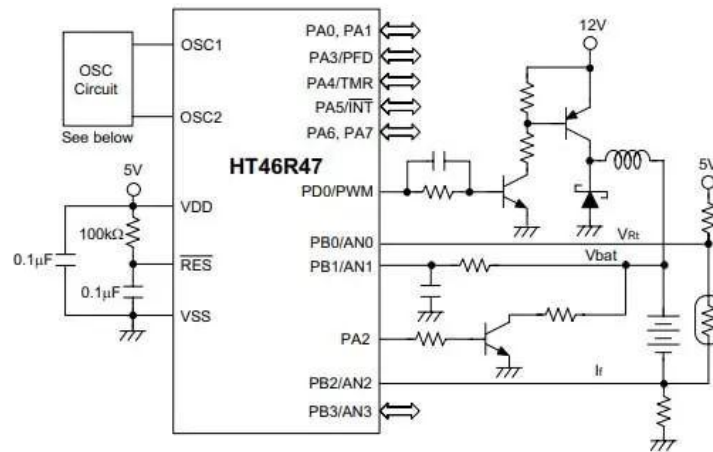 OSC
Circuit
See below
OSC1
OSC2
5V
VDD
100kΩ
0.1μF
RES
0.1μF
VSS
HT46R47
PA0, PA1
PA3/PFD
PA4/TMR
PA5/INT
PA6, PA7
PD0/PWM
PB0/AN0
PB1/AN1
PA2
PB2/AN2
PB3/AN3
12V
5V
VRt
Vbat
If